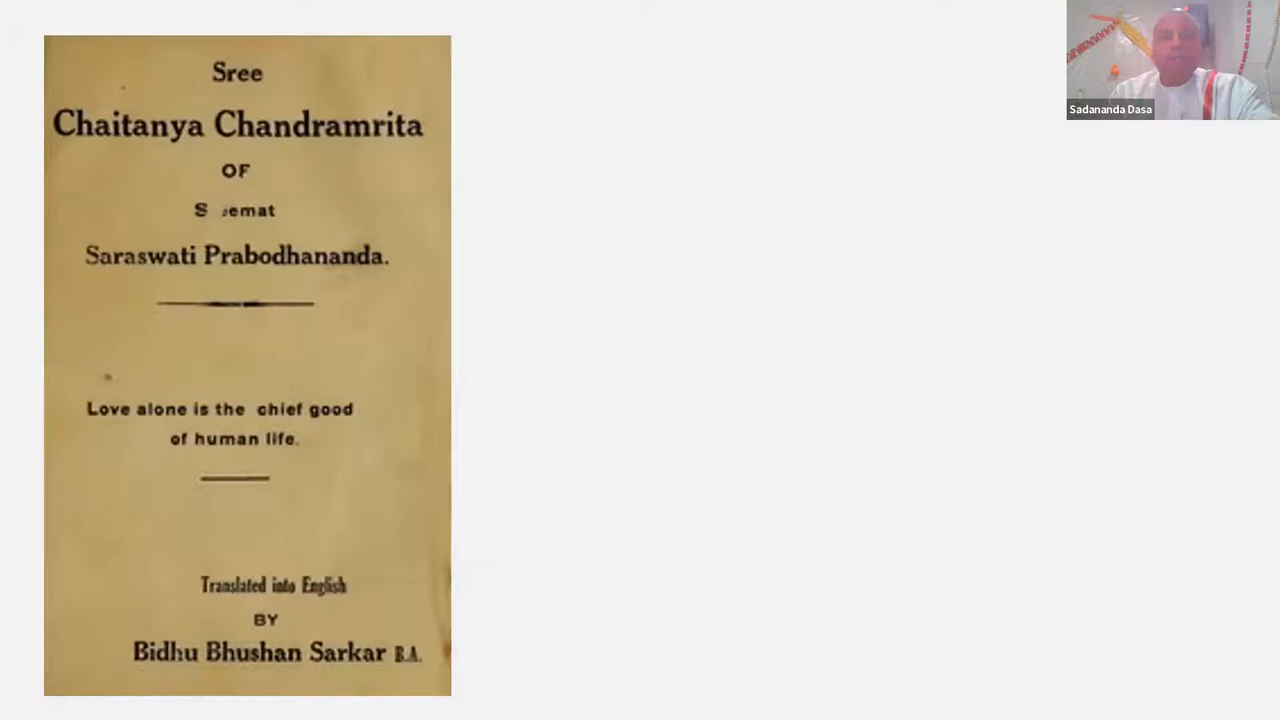 Sree
Chaitanya Chandramrita
OF
S emat
Saraswati Prabodhananda.
Love alone is the chief good
of human life.
Translated into English
BY
Bidhu Bhushan Sarkar B.A.
Sadananda Dasa